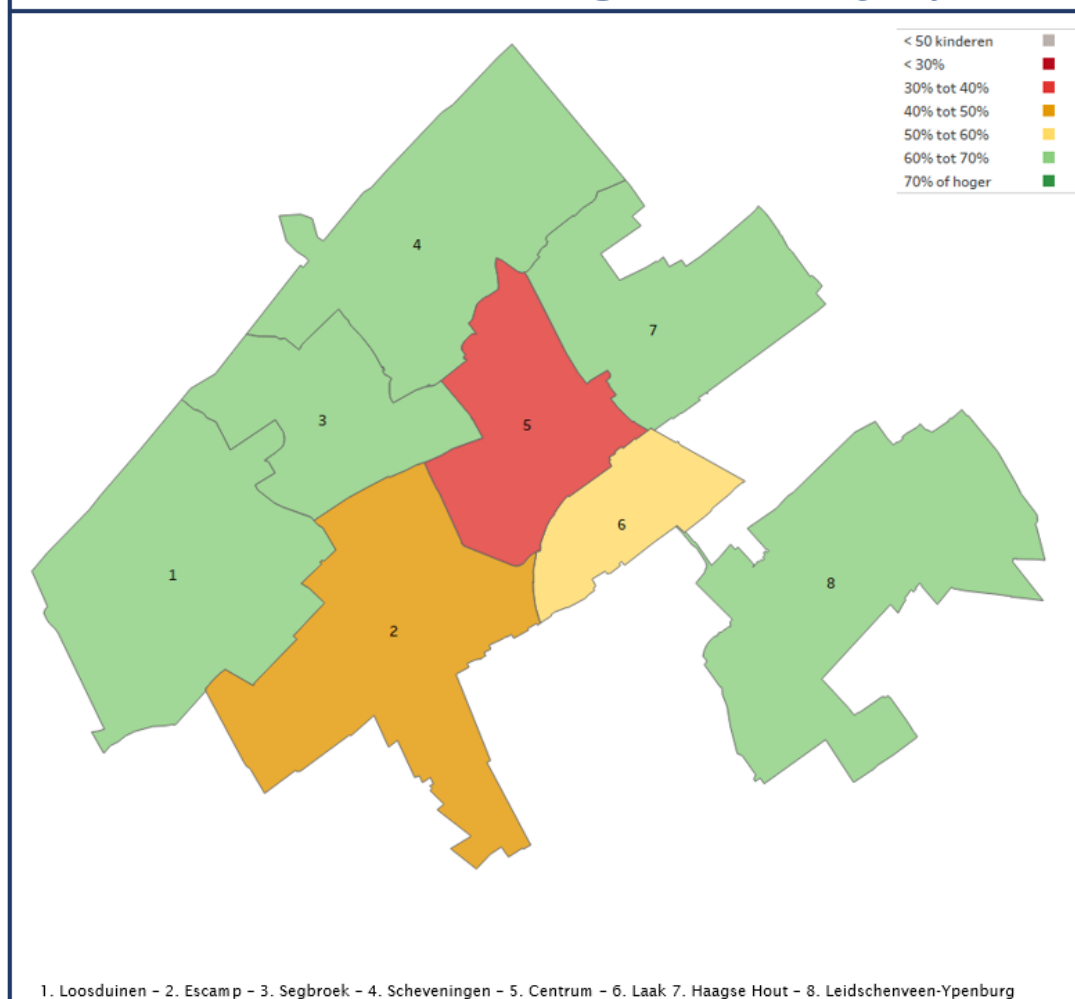 < 50 kinderen
< 30%
30% tot 40%
40% tot 50%
50% tot 60%
60% tot 70%
70% of hoger
4
7
3
5
6
1
8
2
1. Loosduinen – 2. Escamp – 3. Segbroek – 4. Scheveningen – 5. Centrum – 6. Laak 7. Haagse Hout – 8. Leidschenveen-Ypenburg